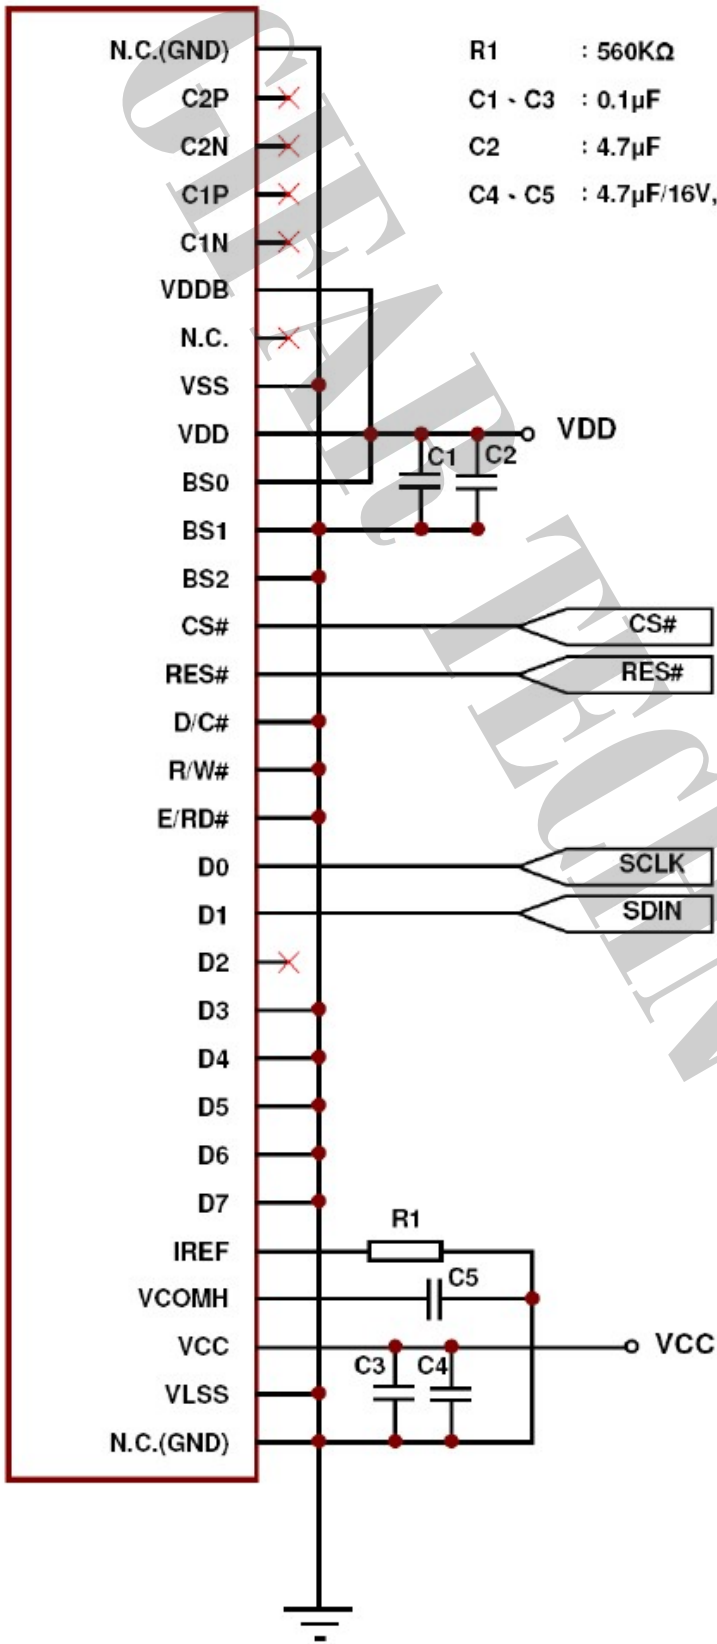 N.C.(GND)
C2P
C2N
C1P
C1N
VDDB
N.C.
VSS
VDD
BS0
BS1
BS2
CS#
RES#
D/C#
R/W#
E/RD#
D0
D1
D2
D3
D4
D5
D6
D7
IREF
VCOMH
VCC
VLSS
N.C.(GND)
R1 : 560KΩ
C1、C3 : 0.1μF
C2 : 4.7μF
C4、C5 : 4.7μF/16V,
VDD
C1
C2
CS#
RES#
SCLK
SDIN
R1
C5
VCC
C3
C4